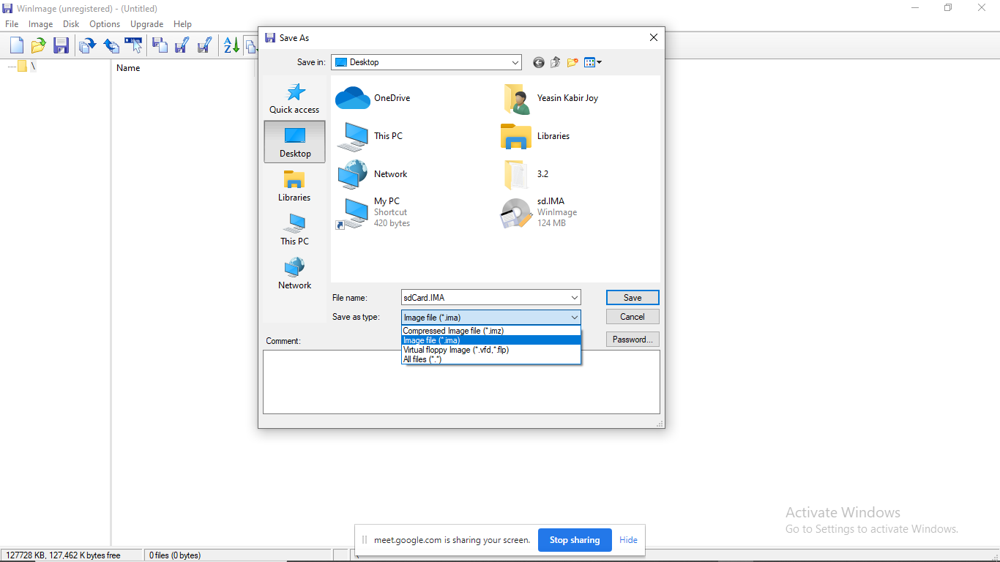 WinImage (unregistered) - (Untitled)
File Image Disk Options Upgrade Help
Save As
Save in: Desktop
\
Name
Quick access
Desktop
Libraries
This PC
Network
OneDrive
Yeasin Kabir Joy
This PC
Libraries
Network
3.2
My PC
Shortcut
420 bytes
sd.IMA
WinImage
124 MB
File name: sdCard.IMA Save
Save as type: Image file (*.ima) Cancel
Compressed Image file (*.imz)
Image file (*.ima)
Virtual floppy Image (*.vfd,*.flp)
All files (*.*)
Password...
Comment:
Activate Windows
Go to Settings to activate Windows.
meet.google.com is sharing your screen. Stop sharing Hide
127728 KB, 127,462 K bytes free 0 files (0 bytes)